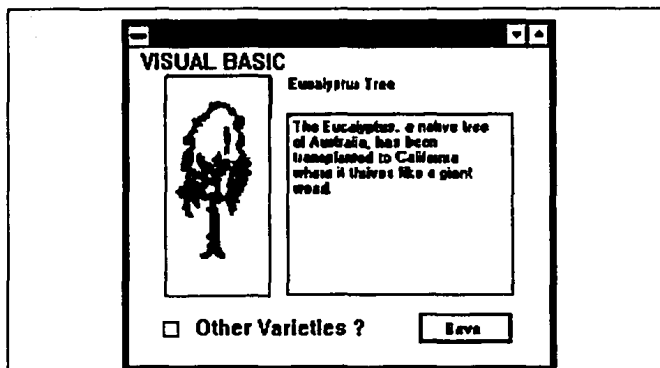 VISUAL BASIC
Eucalyptus Tree
The Eucalyptus, a native tree
of Australia, has been
transplanted to California
where it thrives like a giant
weed.
Other Varieties ?
Save